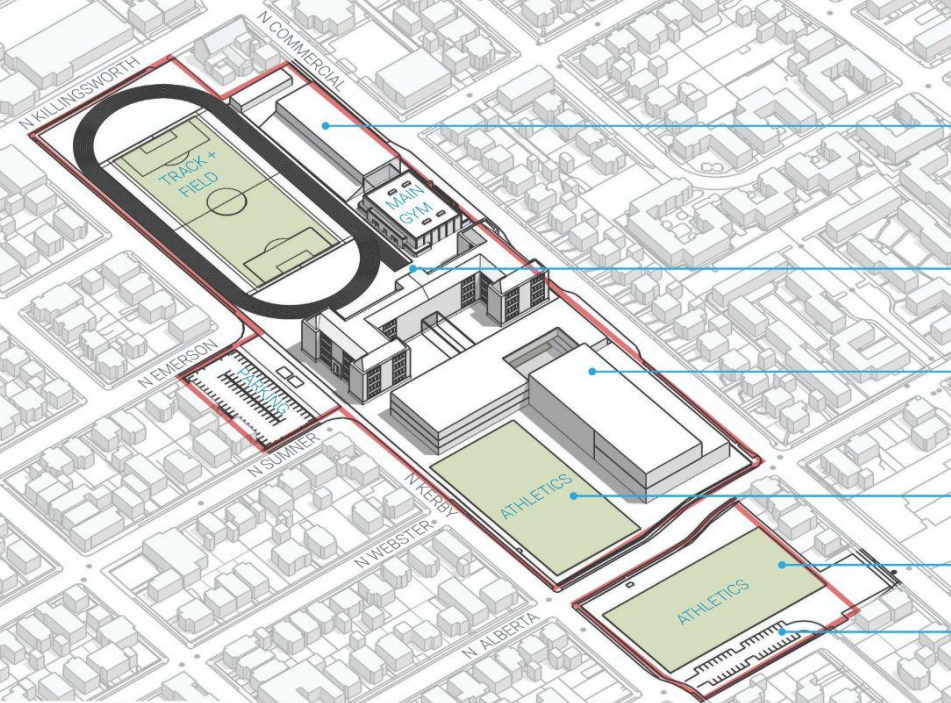 N KILLINGSWORTH
N COMMERCIAL
TRACK +
FIELD
MAIN
GYM
N EMERSON
PARKING
N SUMNER
N KERBY
ATHLETICS
N WEBSTER
ATHLETICS
N ALBERTA